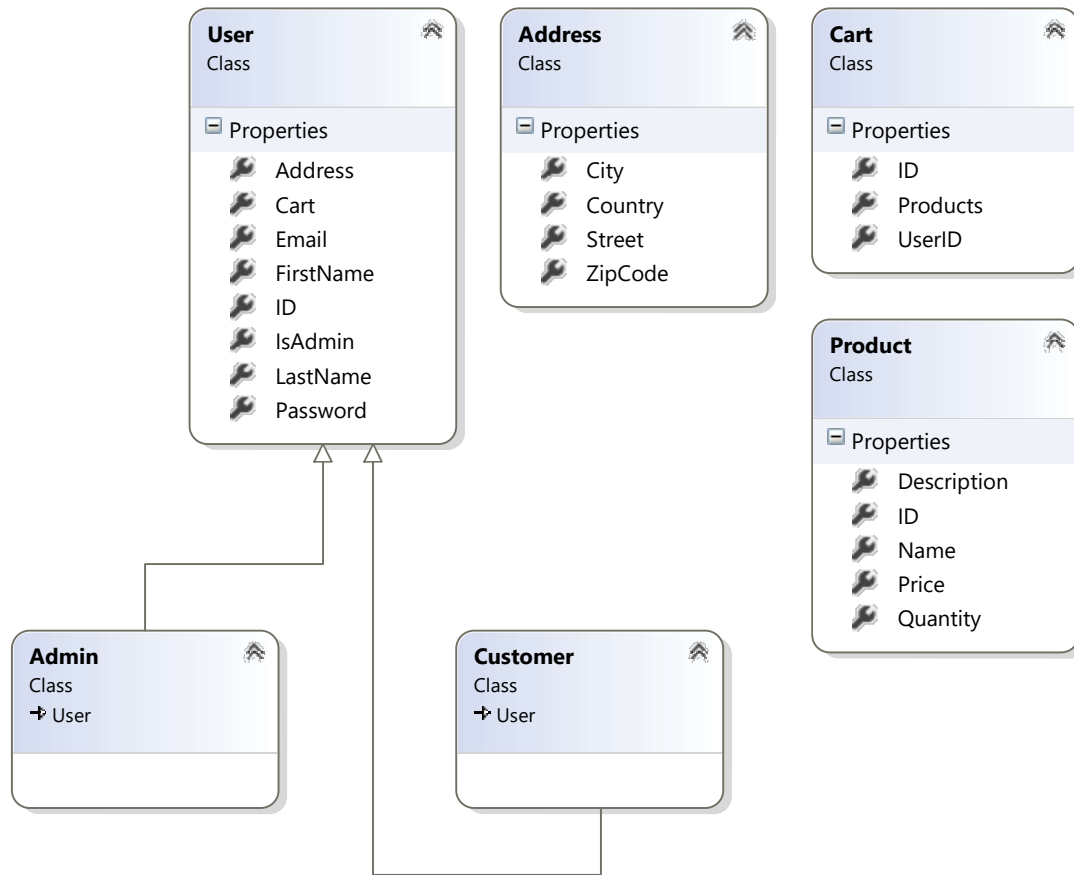 User
Class
Properties
Address
Cart
Email
FirstName
ID
IsAdmin
LastName
Password
Address
Class
Properties
City
Country
Street
ZipCode
Cart
Class
Properties
ID
Products
UserID
Product
Class
Properties
Description
ID
Name
Price
Quantity
Admin
Class
User
Customer
Class
User